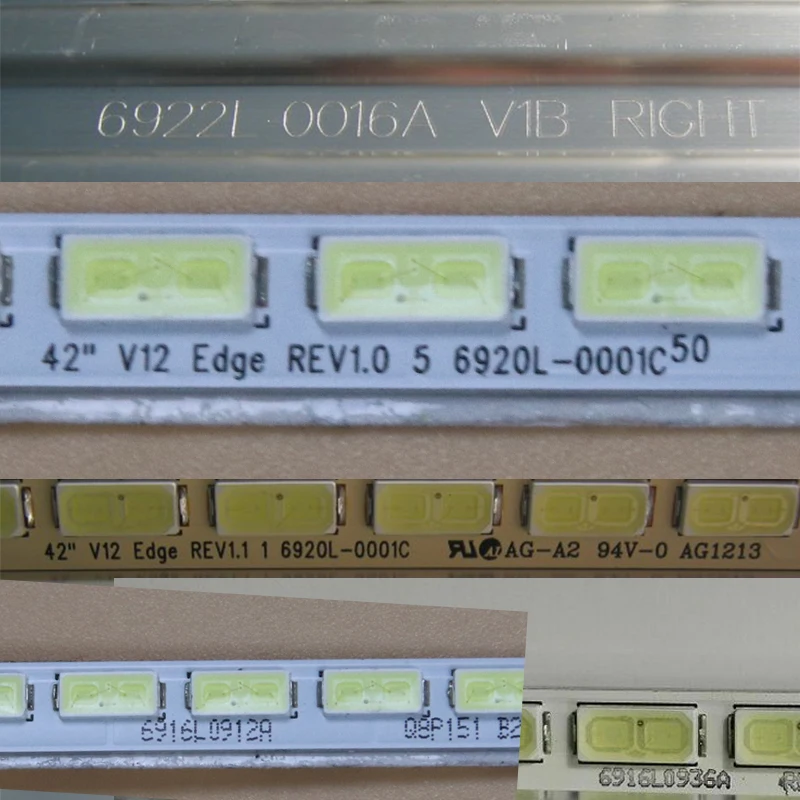 6922L-0016A V1B RIGHT
42" V12 Edge REV1.0 5 6920L-0001C 50
42" V12 Edge REV1.1 1 6920L-0001C AG-A2 94V-0 AG1213
6916L0912A Q8P151 B2
6916L0936A